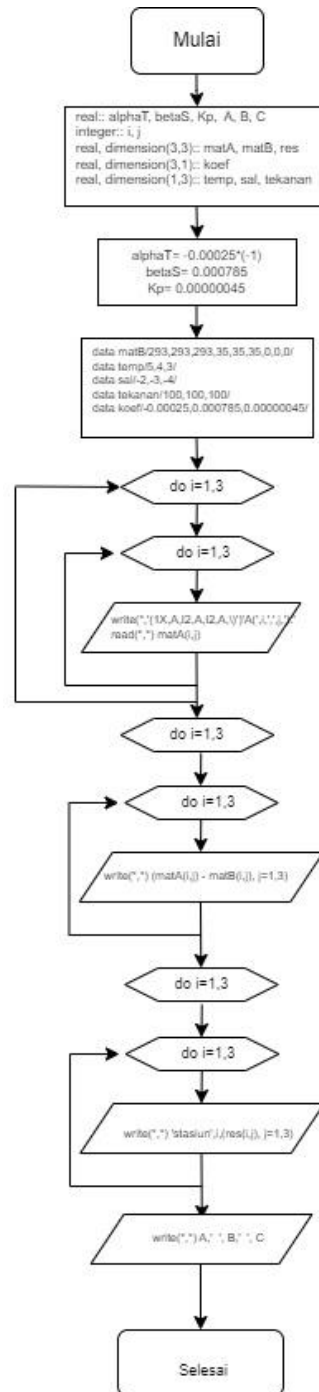 Mulai
real:: alphaT, betaS, Kp, A, B, C
integer:: i, j
real, dimension(3,3):: matA, matB, res
real, dimension(3,1):: koef
real, dimension(1,3):: temp, sal, tekanan
alphaT= -0.00025*(-1)
betaS= 0.000785
Kp= 0.00000045
data matB/293,293,293,35,35,35,0,0,0/
data temp/5,4,3/
data sal/-2,-3,-4/
data tekanan/100,100,100/
data koef/-0.00025,0.000785,0.00000045/
do i=1,3
do i=1,3
write(*,'(1X,A,I2,A,I2,A,\)')'A(',i,',',j,')',
read(*,*) matA(i,j)
do i=1,3
do i=1,3
write(*,*) (matA(i,j) - matB(i,j), j=1,3)
do i=1,3
do i=1,3
write(*,*) 'stasiun',i,(res(i,j), j=1,3)
write(*,*) A,' ', B,' ', C
Selesai